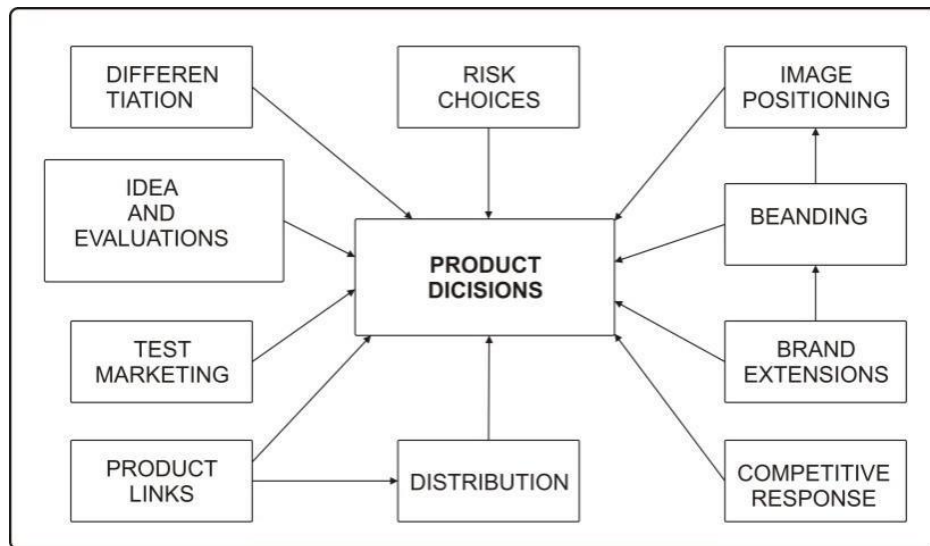 DIFFEREN
TIATION
RISK
CHOICES
IMAGE
POSITIONING
IDEA
AND
EVALUATIONS
BEANDING
PRODUCT
DICISIONS
TEST
MARKETING
BRAND
EXTENSIONS
PRODUCT
LINKS
DISTRIBUTION
COMPETITIVE
RESPONSE